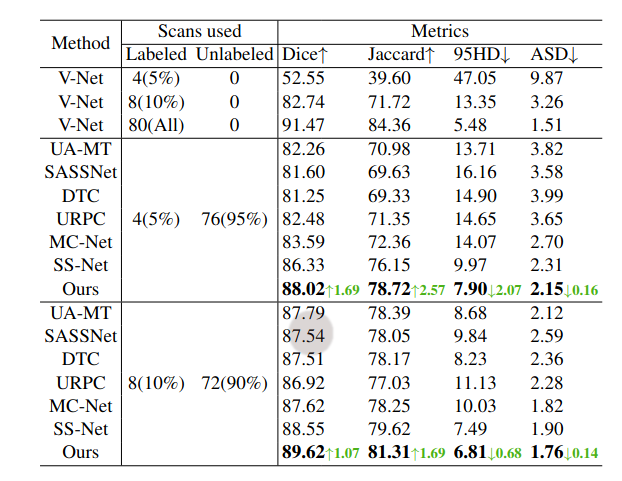 Method Scans used Metrics
Labeled Unlabeled Dice↑ Jaccard↑ 95HD↓ ASD↓
V-Net 4(5%) 0 52.55 39.60 47.05 9.87
V-Net 8(10%) 0 82.74 71.72 13.35 3.26
V-Net 80(All) 0 91.47 84.36 5.48 1.51
UA-MT 82.26 70.98 13.71 3.82
SASSNet 81.60 69.63 16.16 3.58
DTC 81.25 69.33 14.90 3.99
URPC 4(5%) 76(95%) 82.48 71.35 14.65 3.65
MC-Net 83.59 72.36 14.07 2.70
SS-Net 86.33 76.15 9.97 2.31
Ours 88.02↑1.69 78.72↑2.57 7.90↓2.07 2.15↓0.16
UA-MT 87.79 78.39 8.68 2.12
SASSNet 87.54 78.05 9.84 2.59
DTC 87.51 78.17 8.23 2.36
URPC 8(10%) 72(90%) 86.92 77.03 11.13 2.28
MC-Net 87.62 78.25 10.03 1.82
SS-Net 88.55 79.62 7.49 1.90
Ours 89.62↑1.07 81.31↑1.69 6.81↓0.68 1.76↓0.14